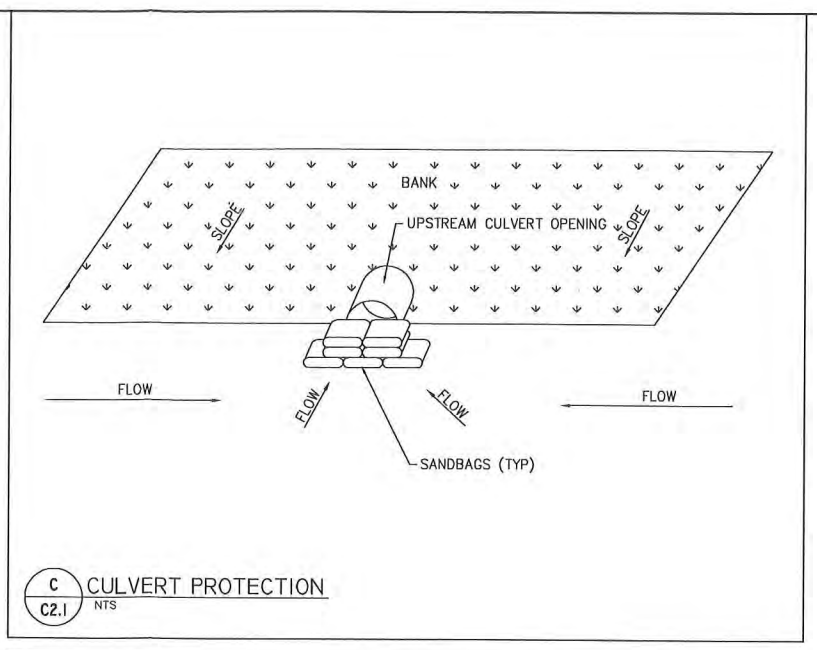 BANK
SLOPE
UPSTREAM CULVERT OPENING
SLOPE
FLOW
FLOW
FLOW
FLOW
SANDBAGS (TYP)
C
CULVERT PROTECTION
C2.1
NTS